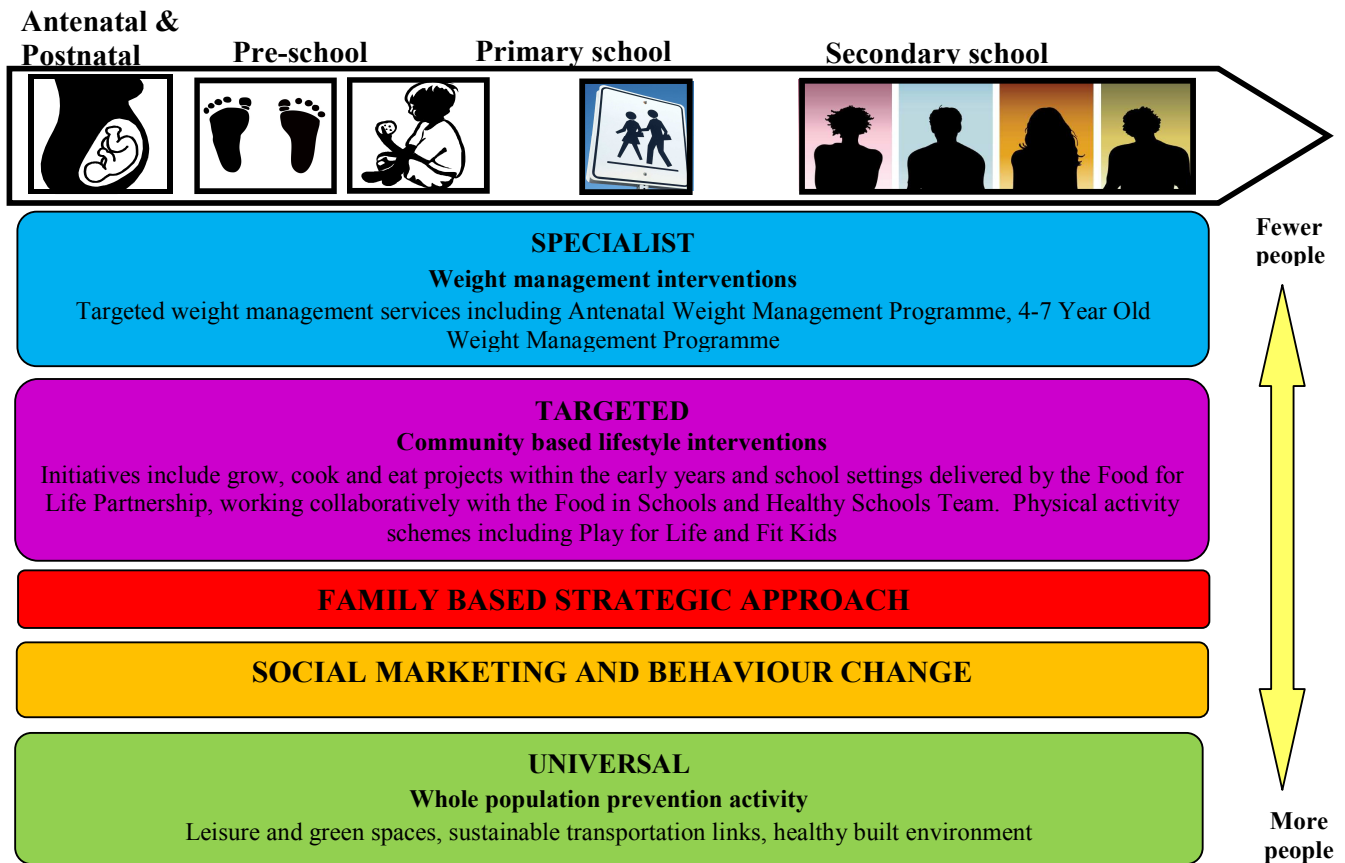 Antenatal &
Postnatal
Pre-school
Primary school
Secondary school
SPECIALIST
Weight management interventions
Targeted weight management services including Antenatal Weight Management Programme, 4-7 Year Old
Weight Management Programme
Fewer
people
TARGETED
Community based lifestyle interventions
Initiatives include grow, cook and eat projects within the early years and school settings delivered by the Food for
Life Partnership, working collaboratively with the Food in Schools and Healthy Schools Team.  Physical activity
schemes including Play for Life and Fit Kids
FAMILY BASED STRATEGIC APPROACH
SOCIAL MARKETING AND BEHAVIOUR CHANGE
UNIVERSAL
Whole population prevention activity
Leisure and green spaces, sustainable transportation links, healthy built environment
More
people